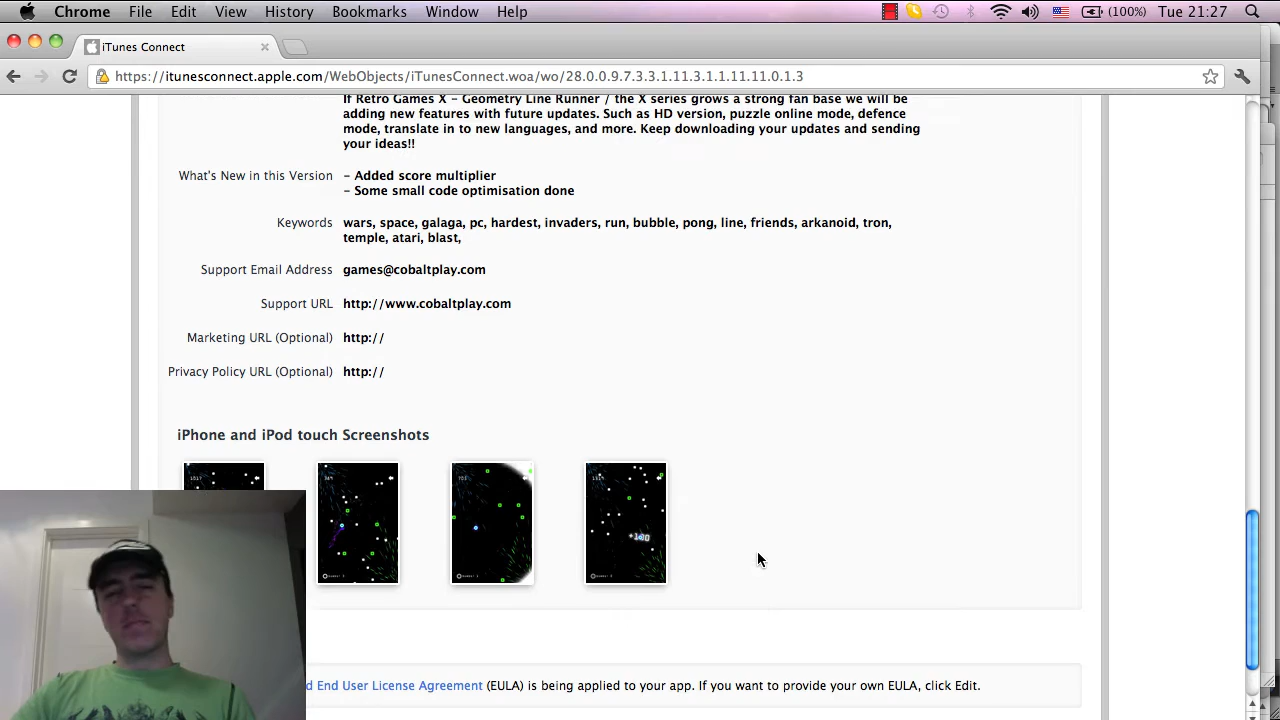 Chrome File Edit View History Bookmarks Window Help (100%) Tue 21:27
iTunes Connect
https://itunesconnect.apple.com/WebObjects/iTunesConnect.woa/wo/28.0.0.9.7.3.3.1.11.3.1.1.11.11.0.1.3
If Retro Games X - Geometry Line Runner / the X series grows a strong fan base we will be
adding new features with future updates. Such as HD version, puzzle online mode, defence
mode, translate in to new languages, and more. Keep downloading your updates and sending
your ideas!!
What's New in this Version - Added score multiplier
- Some small code optimisation done
Keywords wars, space, galaga, pc, hardest, invaders, run, bubble, pong, line, friends, arkanoid, tron,
temple, atari, blast,
Support Email Address games@cobaltplay.com
Support URL http://www.cobaltplay.com
Marketing URL (Optional) http://
Privacy Policy URL (Optional) http://
iPhone and iPod touch Screenshots
+100
d End User License Agreement (EULA) is being applied to your app. If you want to provide your own EULA, click Edit.